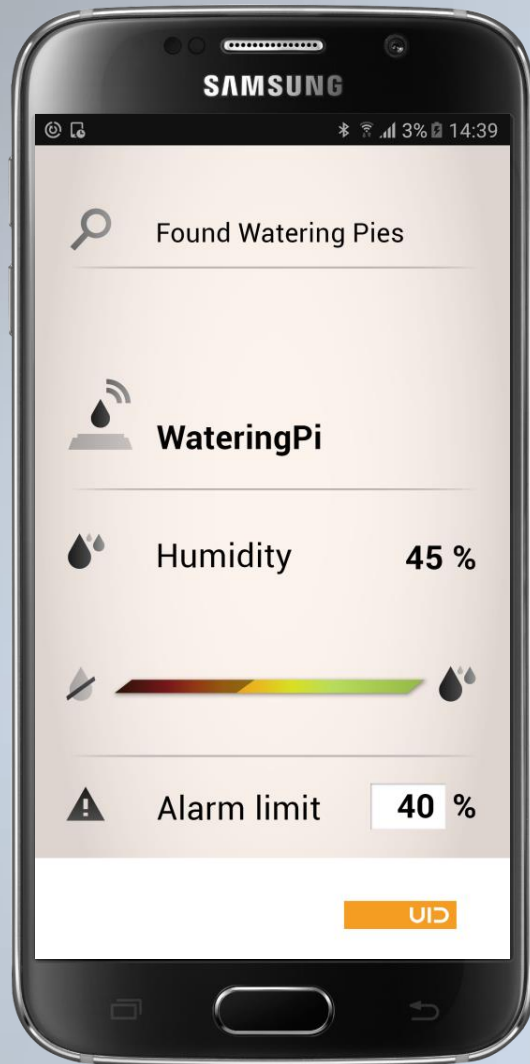 SAMSUNG
3% 14:39
Found Watering Pies
WateringPi
Humidity 45 %
Alarm limit 40 %
UID